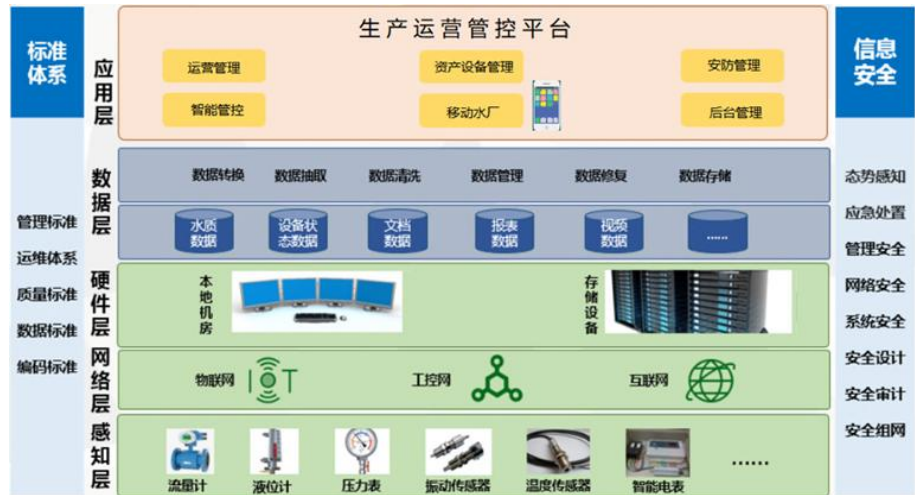 生产运营管控平台
标准
体系
信息
安全
应用层
运营管理
资产设备管理
安防管理
智能管控
移动水厂
后台管理
数据层
数据转换
数据抽取
数据清洗
数据管理
数据修复
数据存储
水质
数据
设备状
态数据
文档
数据
报表
数据
视频
数据
......
硬件层
本地机房
存储设备
网络层
物联网
IOT
工控网
互联网
感知层
流量计
液位计
压力表
振动传感器
温度传感器
智能电表
......
管理标准
运维体系
质量标准
数据标准
编码标准
态势感知
应急处置
管理安全
网络安全
系统安全
安全设计
安全审计
安全组网